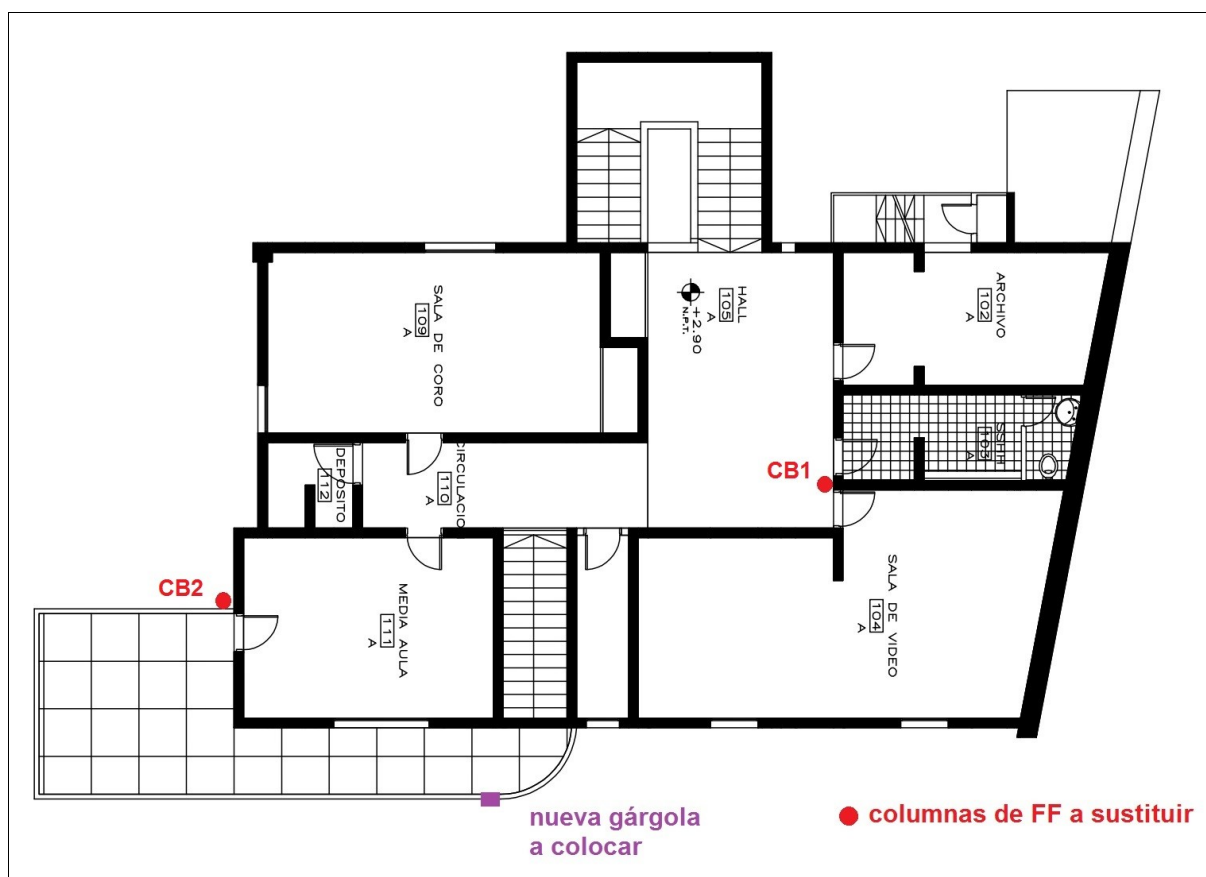 HALL
105
A
+2.90
N.P.T.
ARCHIVO
102
A
SALA DE CORO
109
A
SSHH
103
A
CB1
DEPOSITO
112
CIRCULACIO
110
A
CB2
MEDIA AULA
111
A
SALA DE VIDEO
104
A
nueva gárgola
a colocar
columnas de FF a sustituir